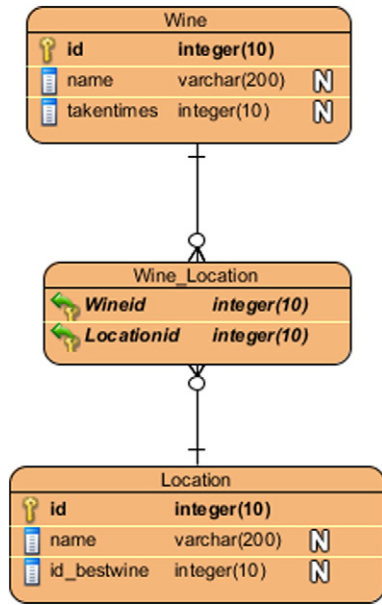 Wine
id integer(10)
name varchar(200) N
takentimes integer(10) N
Wine_Location
Wineid integer(10)
Locationid integer(10)
Location
id integer(10)
name varchar(200) N
id_bestwine integer(10) N